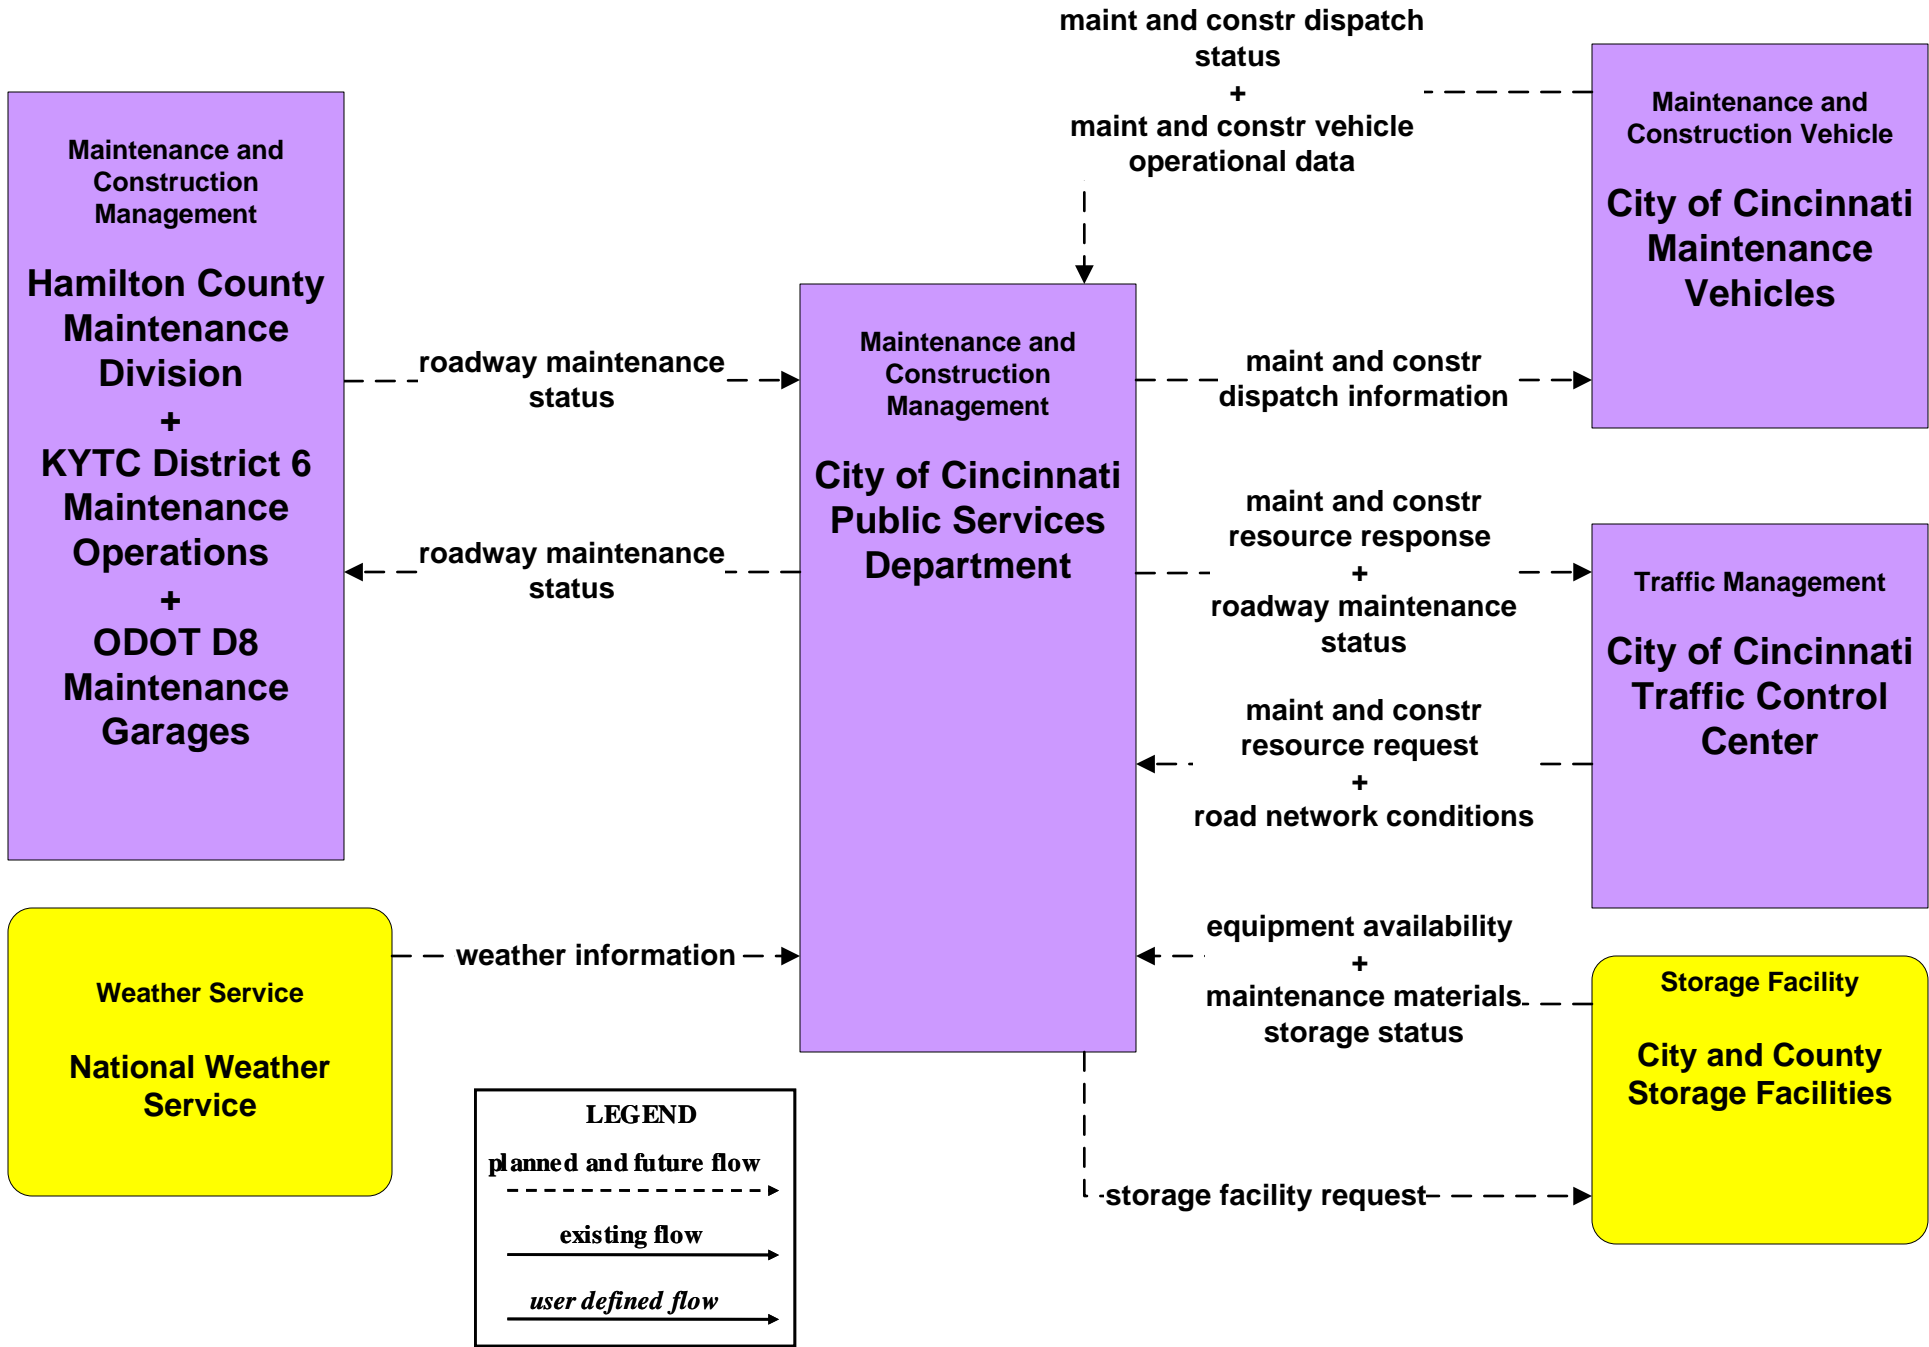 maint and constr dispatch
status
+
maint and constr vehicle
operational data
Maintenance and
Construction Vehicle
City of Cincinnati
Maintenance
Vehicles
Maintenance and
Construction
Management
Hamilton County
Maintenance
Division
+
KYTC District 6
Maintenance
Operations
+
ODOT D8
Maintenance
Garages
roadway maintenance
status
roadway maintenance
status
Maintenance and
Construction
Management
City of Cincinnati
Public Services
Department
maint and constr
dispatch information
maint and constr
resource response
+
roadway maintenance
status
maint and constr
resource request
+
road network conditions
Traffic Management
City of Cincinnati
Traffic Control
Center
Weather Service
National Weather
Service
weather information
equipment availability
+
maintenance materials
storage status
Storage Facility
City and County
Storage Facilities
storage facility request
LEGEND
planned and future flow
existing flow
user defined flow